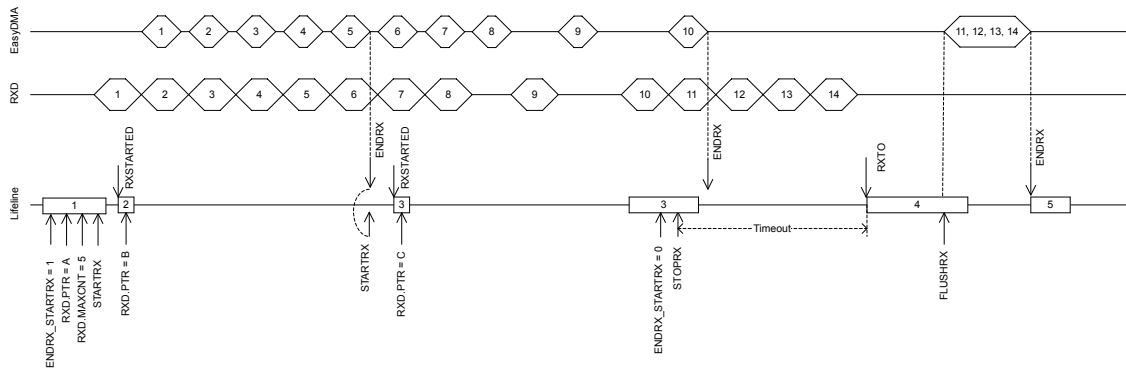 EasyDMA
1
2
3
4
5
6
7
8
9
10
11, 12, 13, 14
RXD
1
2
3
4
5
6
7
8
9
10
11
12
13
14
RXSTARTED
ENDRX
RXSTARTED
ENDRX
RXTO
ENDRX
Lifeline
1
2
3
3
4
5
Timeout
ENDRX_STARTRX = 1
RXD.PTR = A
RXD.MAXCNT = 5
STARTRX
RXD.PTR = B
STARTRX
RXD.PTR = C
ENDRX_STARTRX = 0
STOPRX
FLUSHRX